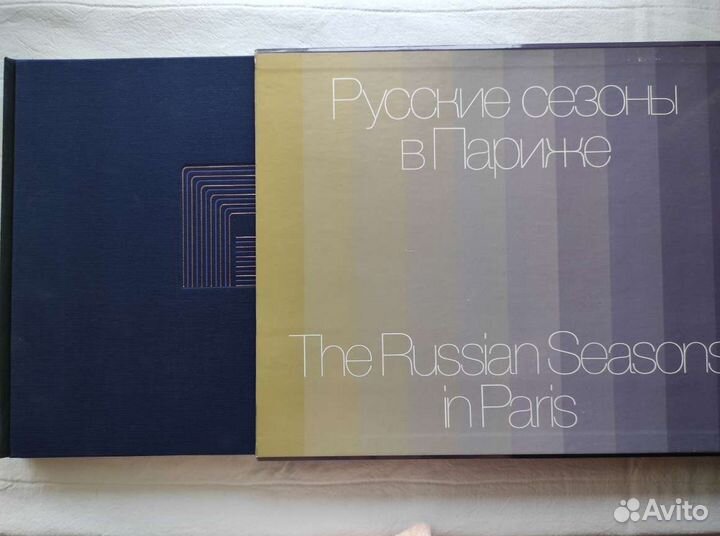 Русские сезоны
в Париже
The Russian Seasons
in Paris
Avito